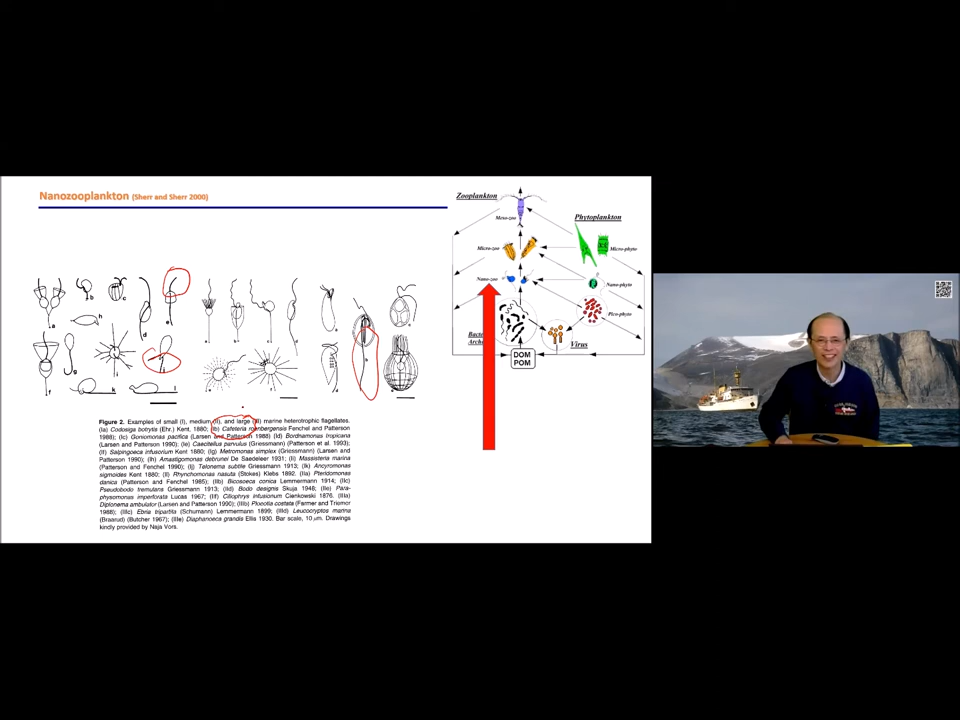 Nanozooplankton (Sherr and Sherr 2000)
Zooplankton
Phytoplankton
Meso-zoo
Micro-zoo
Micro-phyto
Nano-zoo
Nano-phyto
Pico-phyto
Virus
DOM
POM
Figure 2. Examples of small (I), medium (II), and large (III) marine heterotrophic flagellates.
(Ia) Codosiga botrytis (Ehr.) Kent. 1880; (Ib) Cafeteria roenbergensis Fenchel and Patterson
1988); (Ic) Goniomonas pacifica (Larsen and Patterson 1988) (Id) Bordnamonas tropicana
(Larsen and Patterson 1990); (Ie) Caecitellus parvulus (Griessmann) (Patterson et al. 1993);
(If) Salpingoeca infusorium Kent 1880; (Ig) Metromonas simplex (Griessmann) (Larsen and
Patterson 1990); (Ih) Amastigomonas debrunei De Saedeleer 1931; (Ii) Massisteria marina
(Patterson and Fenchel 1990); (Ij) Telonema subtile Griessmann 1913; (Ik) Ancyromonas
sigmoides Kent 1880; (Il) Rhynchomonas nasuta (Stokes) Klebs 1892. (IIa) Pteridomonas
danica (Patterson and Fenchel 1985); (IIb) Bicosoeca conica Lemmermann 1914; (IIc)
Pseudobodo tremulans Griessmann 1913; (IId) Bodo designis Skuja 1948; (IIe) Para-
physomonas imperforata Lucas 1967; (IIf) Ciliophrys infusionum Cienkowski 1876. (IIIa)
Diplonema ambulator (Larsen and Patterson 1990); (IIIb) Ploeotia costata (Farmer and Triemer
1988); (IIIc) Ebria tripartita (Schumann) Lemmermann 1899; (IIId) Leucocryptos marina
(Braarud) (Butcher 1967); (IIIe) Diaphanoeca grandis Ellis 1930. Bar scale, 10 µm. Drawings
kindly provided by Naja Vors.